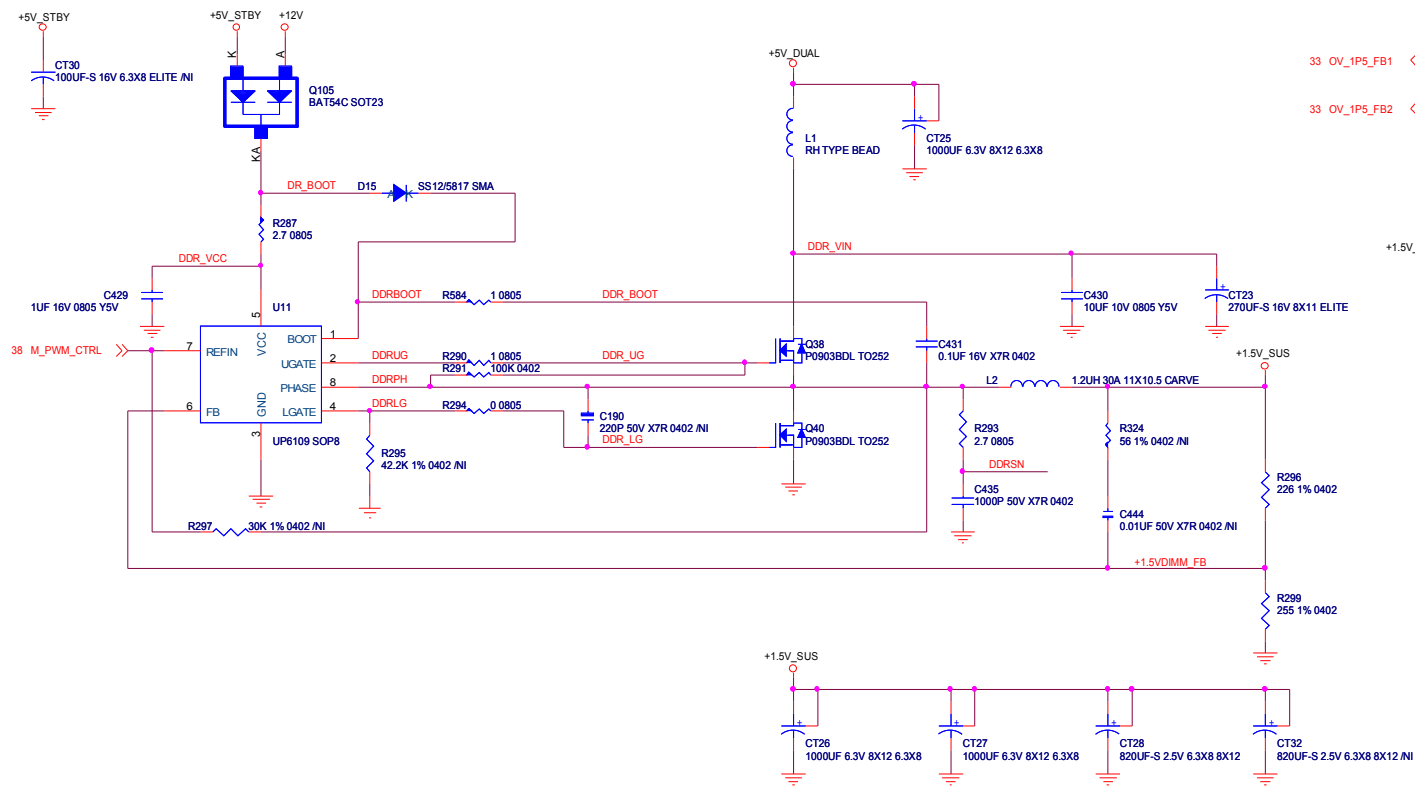 +5V_STBY
CT30
100UF-S 16V 6.3X8 ELITE /NI
+5V_STBY
+12V
K
A
Q105
BAT54C SOT23
KA
DR_BOOT
D15
A
K
SS12/5817 SMA
R287
2.7 0805
DDR_VCC
C429
1UF 16V 0805 Y5V
U11
5
VCC
BOOT
1
38 M_PWM_CTRL
7
REFIN
UGATE
2
PHASE
8
6
FB
GND
LGATE
4
3
UP6109 SOP8
DDRBOOT
R584
1 0805
DDR_BOOT
DDRUG
R290
1 0805
DDR_UG
R291
100K 0402
DDRPH
DDRLG
R294
0 0805
C190
220P 50V X7R 0402 /NI
DDR_LG
R295
42.2K 1% 0402 /NI
R297
30K 1% 0402 /NI
+5V_DUAL
L1
RH TYPE BEAD
+
CT25
1000UF 6.3V 8X12 6.3X8
DDR_VIN
C430
10UF 10V 0805 Y5V
+
CT23
270UF-S 16V 8X11 ELITE
Q38
P0903BDL TO252
C431
0.1UF 16V X7R 0402
Q40
P0903BDL TO252
L2
1.2UH 30A 11X10.5 CARVE
+1.5V_SUS
R293
2.7 0805
DDRSN
C435
1000P 50V X7R 0402
R324
56 1% 0402 /NI
C444
0.01UF 50V X7R 0402 /NI
R296
226 1% 0402
+1.5VDIMM_FB
R299
255 1% 0402
33 OV_1P5_FB1
33 OV_1P5_FB2
+1.5V_
+1.5V_SUS
+
CT26
1000UF 6.3V 8X12 6.3X8
+
CT27
1000UF 6.3V 8X12 6.3X8
+
CT28
820UF-S 2.5V 6.3X8 8X12
+
CT32
820UF-S 2.5V 6.3X8 8X12 /NI